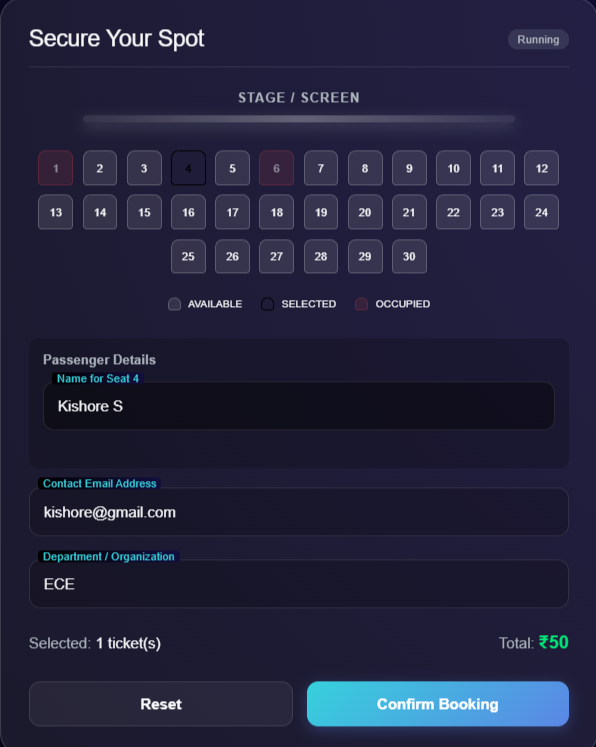 Secure Your Spot
Running
STAGE / SCREEN
1 2 3 4 5 6 7 8 9 10 11 12
13 14 15 16 17 18 19 20 21 22 23 24
25 26 27 28 29 30
AVAILABLE SELECTED OCCUPIED
Passenger Details
Name for Seat 4
Kishore S
Contact Email Address
kishore@gmail.com
Department / Organization
ECE
Selected: 1 ticket(s) Total: ₹50
Reset Confirm Booking